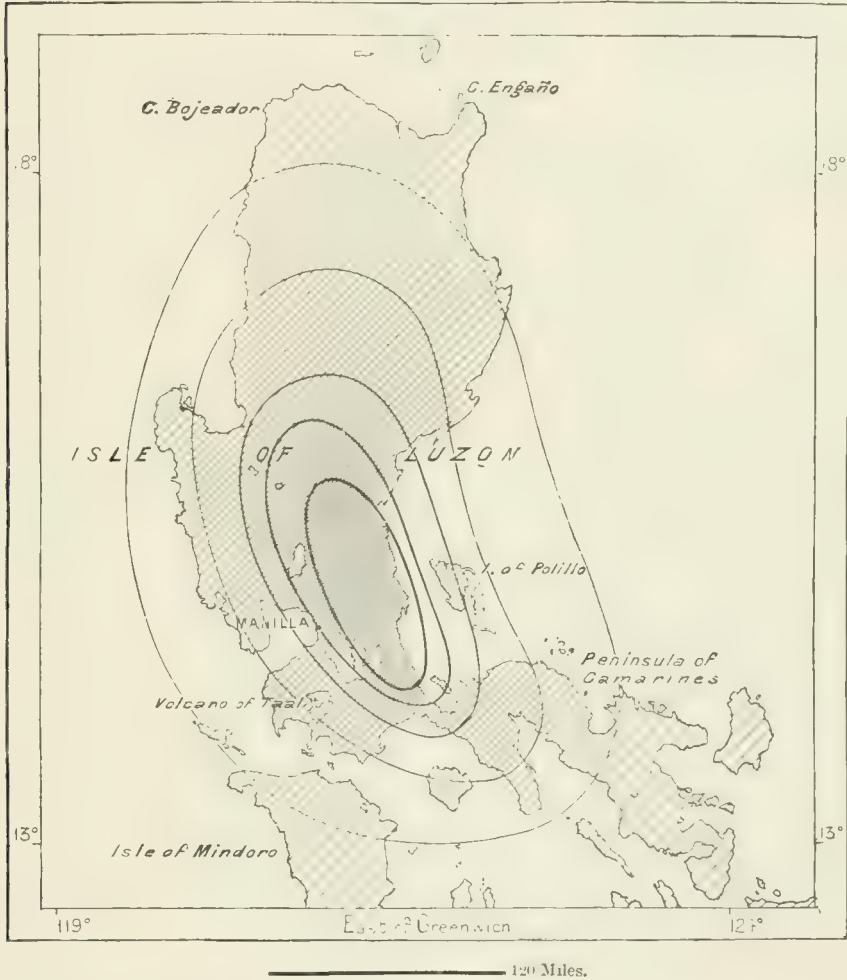 C. Engaño
C. Bojeador
18°
18°
ISLE OF LUZON
I. of Polillo
MANILLA
Peninsula of
Camarines
Volcano of Taal
13°
13°
Isle of Mindoro
119°
East of Greenwich
120 Miles.